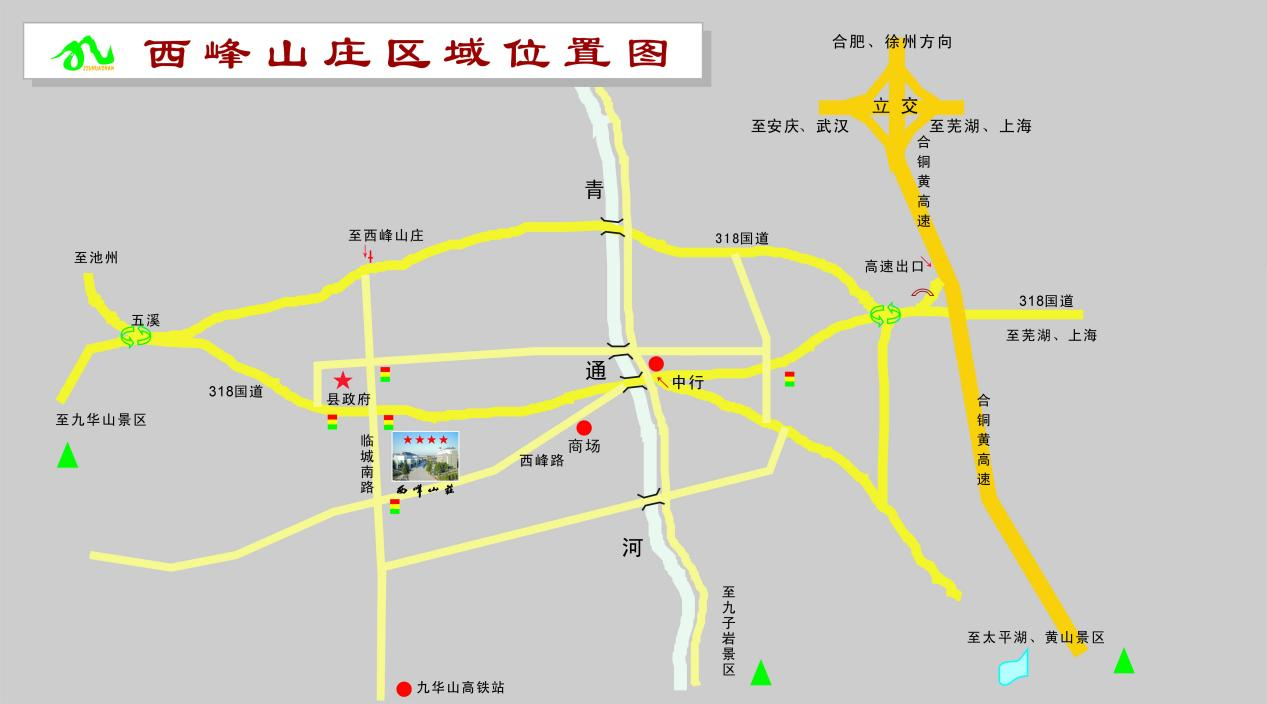 西峰山庄区域位置图
JIUHUASHAN
合肥、徐州方向
立交
至安庆、武汉
至芜湖、上海
合铜黄高速
青
至西峰山庄
318国道
至池州
高速出口
318国道
五溪
至芜湖、上海
通
中行
318国道
县政府
合铜黄高速
至九华山景区
临城南路
商场
西峰路
西峰山莊
河
至九子岩景区
至太平湖、黄山景区
九华山高铁站